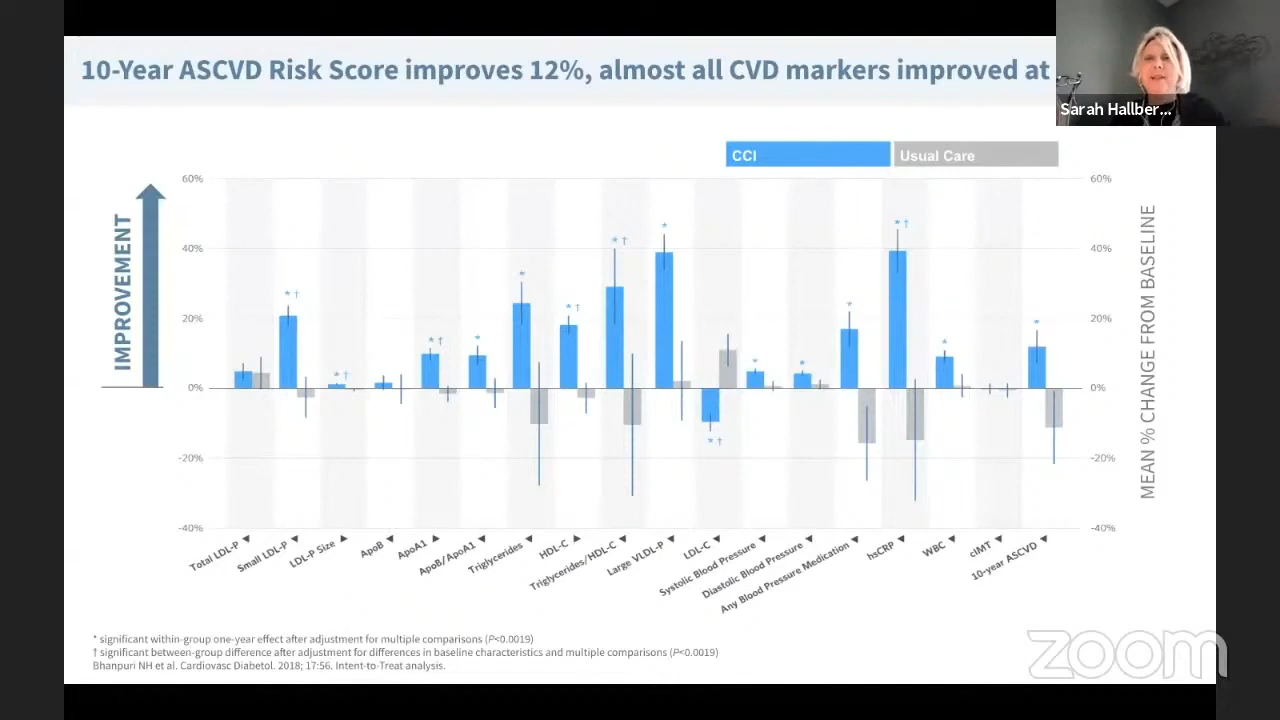 10-Year ASCVD Risk Score improves 12%, almost all CVD markers improved at
Sarah Hallber...
CCI
Usual Care
60%
40%
20%
0%
-20%
-40%
IMPROVEMENT
60%
40%
20%
0%
-20%
-40%
MEAN % CHANGE FROM BASELINE
* †
* †
* †
*
*
* †
* †
*
* †
*
*
*
* †
*
*
Total LDL-P ▼
Small LDL-P ▼
LDL-P Size ▲
ApoB ▼
ApoA1 ▲
ApoB/ApoA1 ▼
Triglycerides ▼
HDL-C ▲
Triglycerides/HDL-C ▼
Large VLDL-P ▼
LDL-C ▼
Systolic Blood Pressure ▼
Diastolic Blood Pressure ▼
Any Blood Pressure Medication ▼
hsCRP ▼
WBC ▼
cIMT ▼
10-year ASCVD ▼
* significant within-group one-year effect after adjustment for multiple comparisons (P<0.0019)
† significant between-group difference after adjustment for differences in baseline characteristics and multiple comparisons (P<0.0019)
Bhanpuri NH et al. Cardiovasc Diabetol. 2018; 17:56. Intent-to-Treat analysis.
zoom